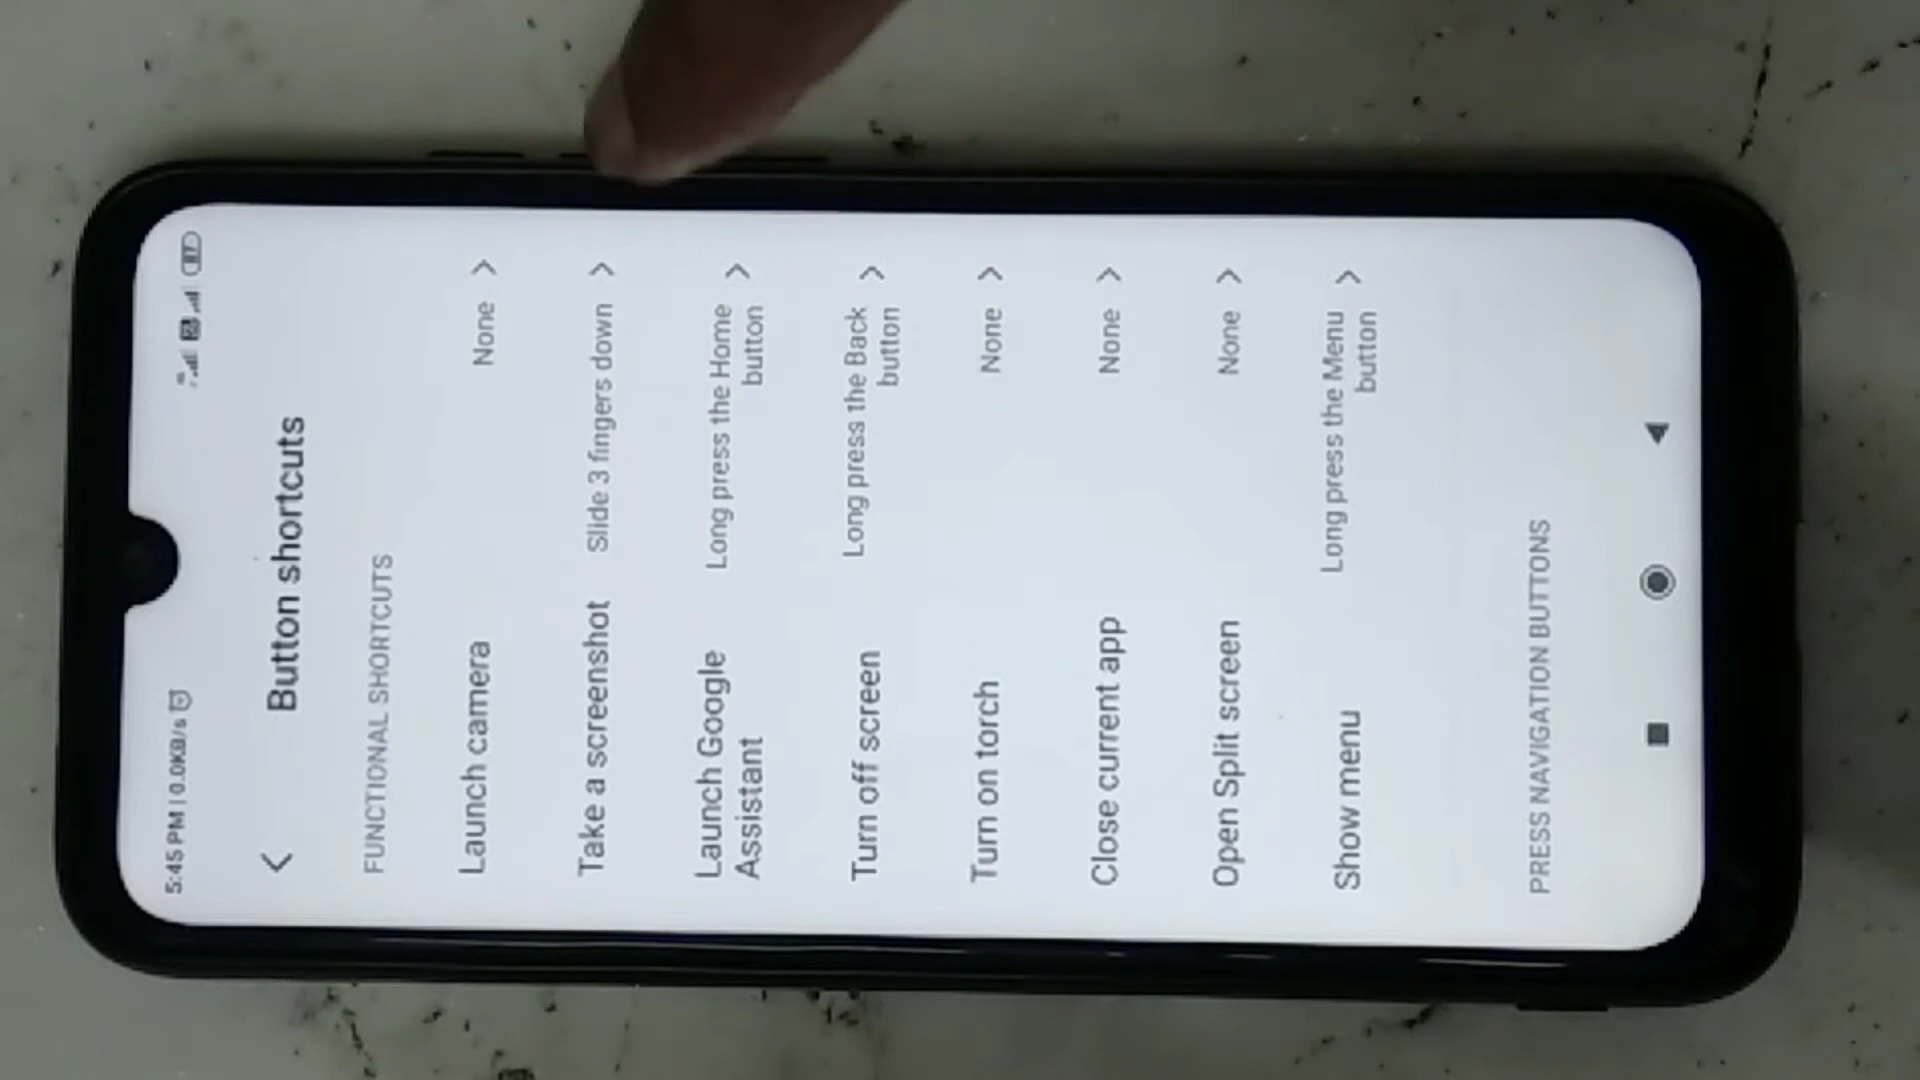 5:45 PM | 0.0KB/s
Button shortcuts
FUNCTIONAL SHORTCUTS
Launch camera None
Take a screenshot Slide 3 fingers down
Launch Google Long press the Home
Assistant button
Turn off screen Long press the Back
button
Turn on torch None
Close current app None
Open Split screen None
Show menu Long press the Menu
button
PRESS NAVIGATION BUTTONS